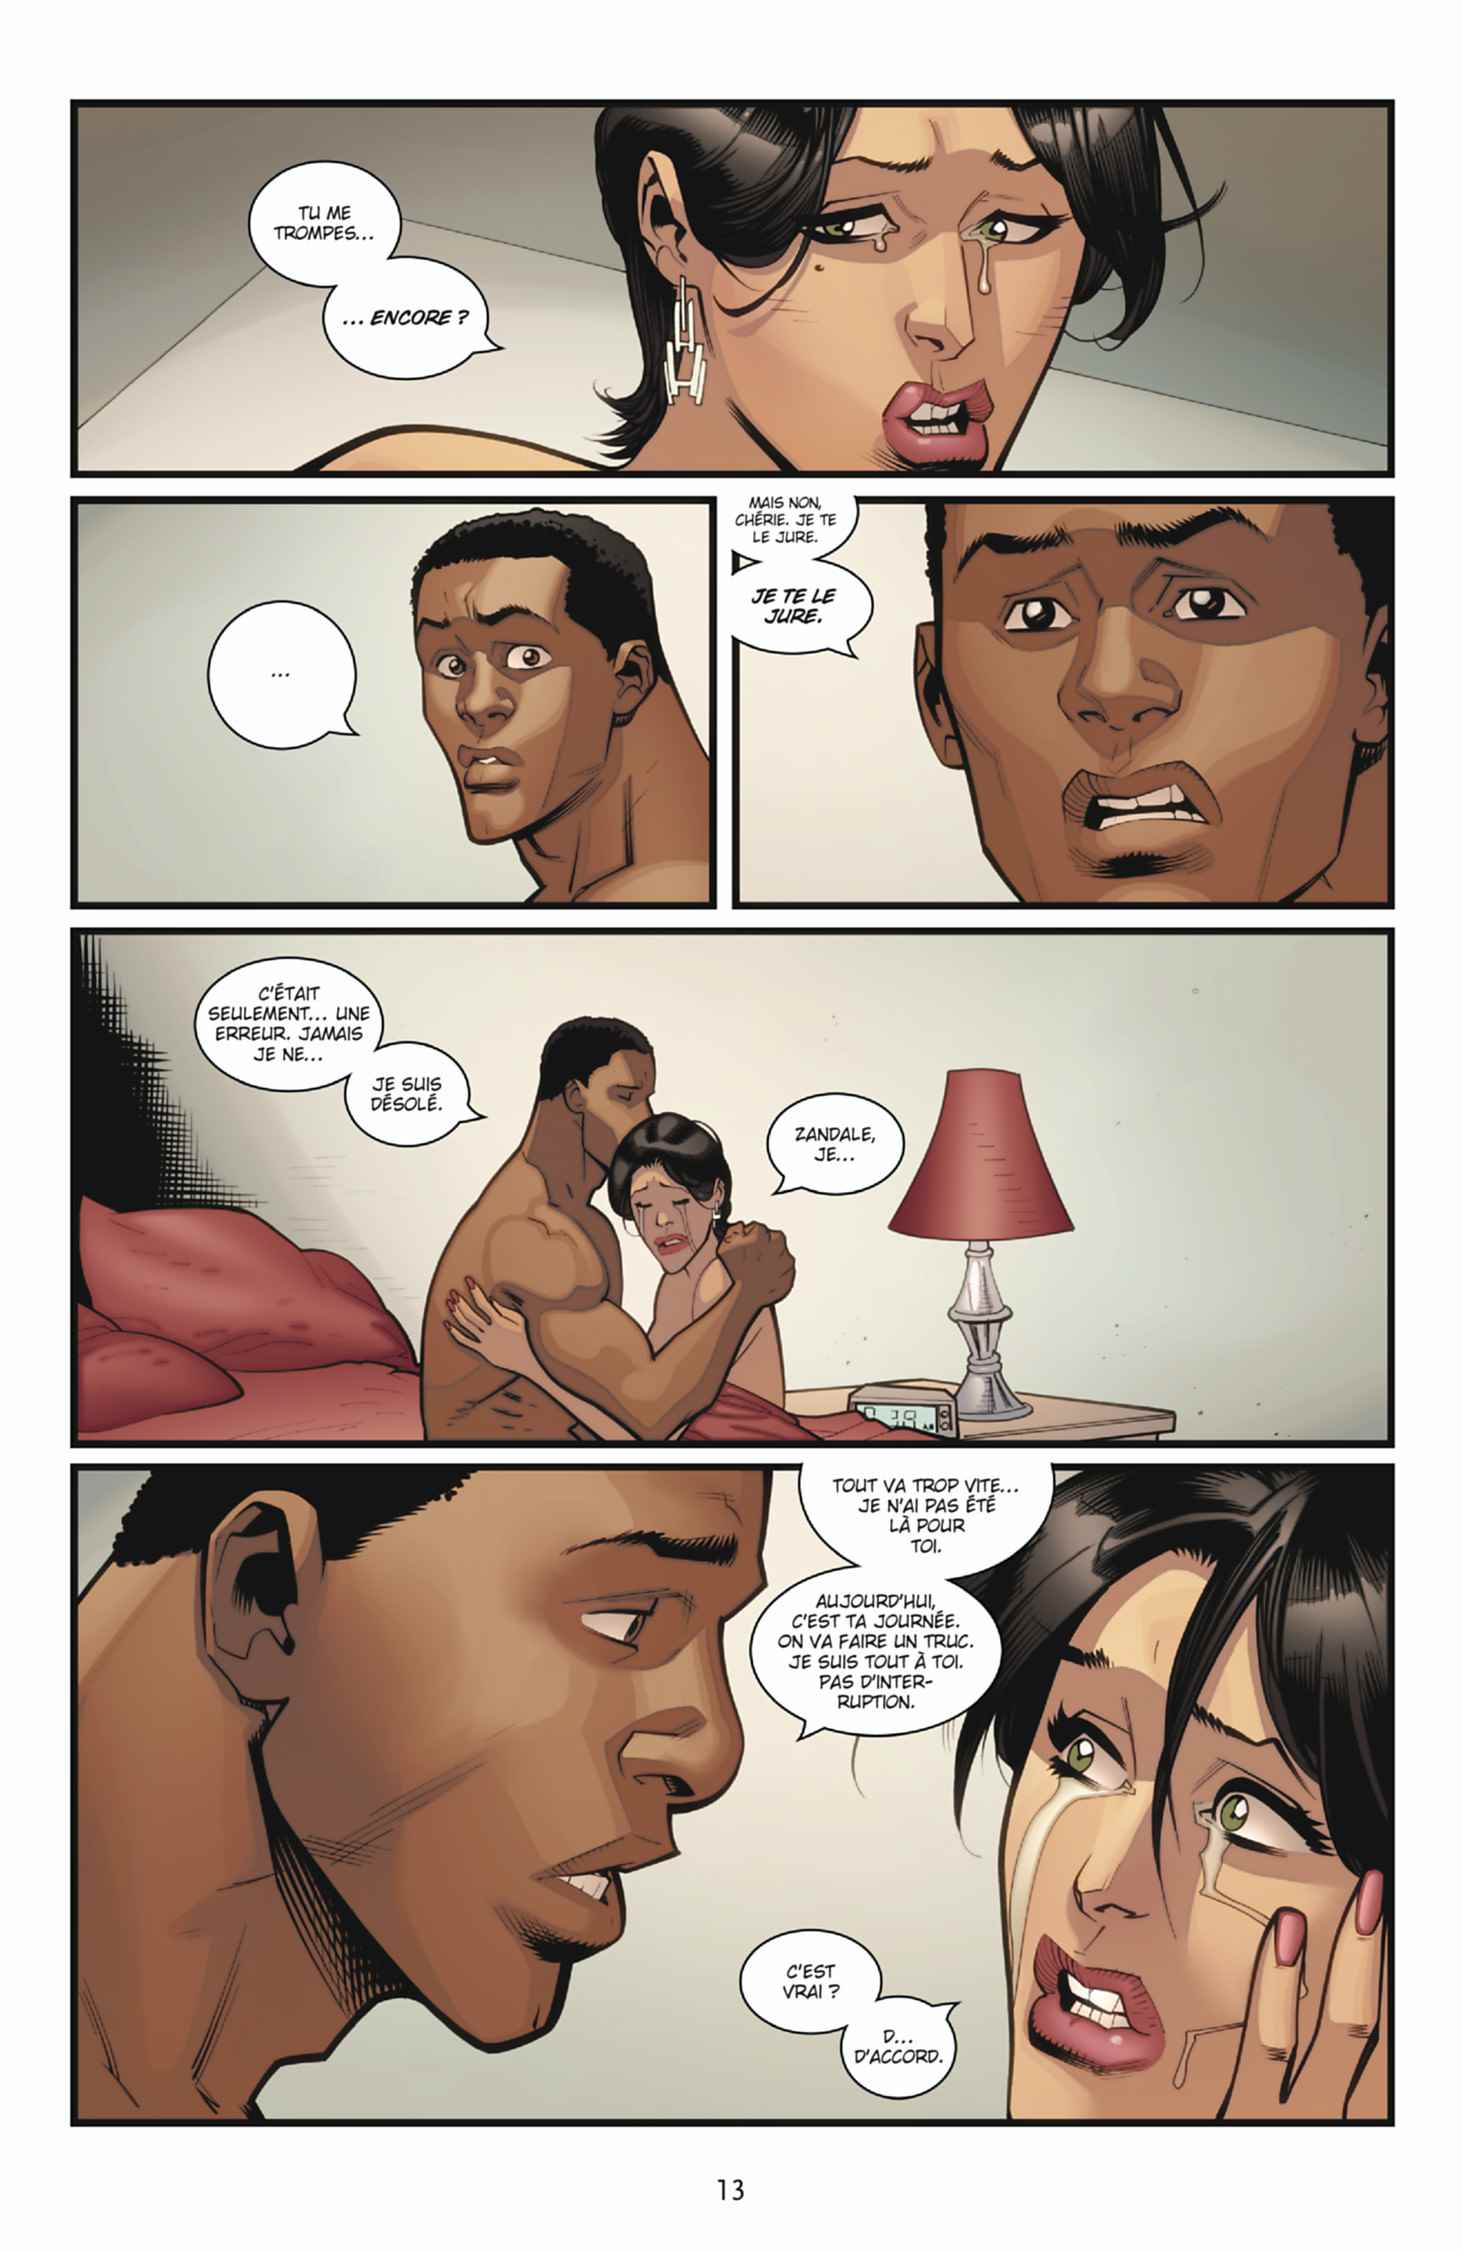 TU ME
TROMPES...
... ENCORE ?
...
MAIS NON,
CHÉRIE. JE TE
LE JURE.
JE TE LE
JURE.
C'ÉTAIT
SEULEMENT... UNE
ERREUR. JAMAIS
JE NE...
JE SUIS
DÉSOLÉ.
ZANDALE,
JE...
TOUT VA TROP VITE...
JE N'AI PAS ÉTÉ
LÀ POUR
TOI.
AUJOURD'HUI,
C'EST TA JOURNÉE.
ON VA FAIRE UN TRUC.
JE SUIS TOUT À TOI.
PAS D'INTER-
RUPTION.
C'EST
VRAI ?
D...
D'ACCORD.
13